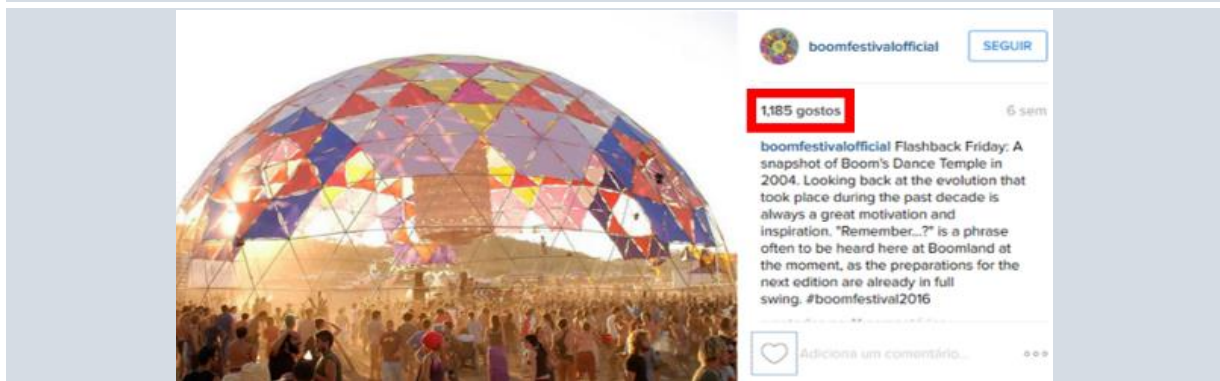 boomfestivalofficial
SEGUIR
1,185 gostos
6 sem
boomfestivalofficial Flashback Friday: A
snapshot of Boom's Dance Temple in
2004. Looking back at the evolution that
took place during the past decade is
always a great motivation and
inspiration. "Remember...?" is a phrase
often to be heard here at Boomland at
the moment, as the preparations for the
next edition are already in full
swing. #boomfestival2016
Adiciona um comentário...